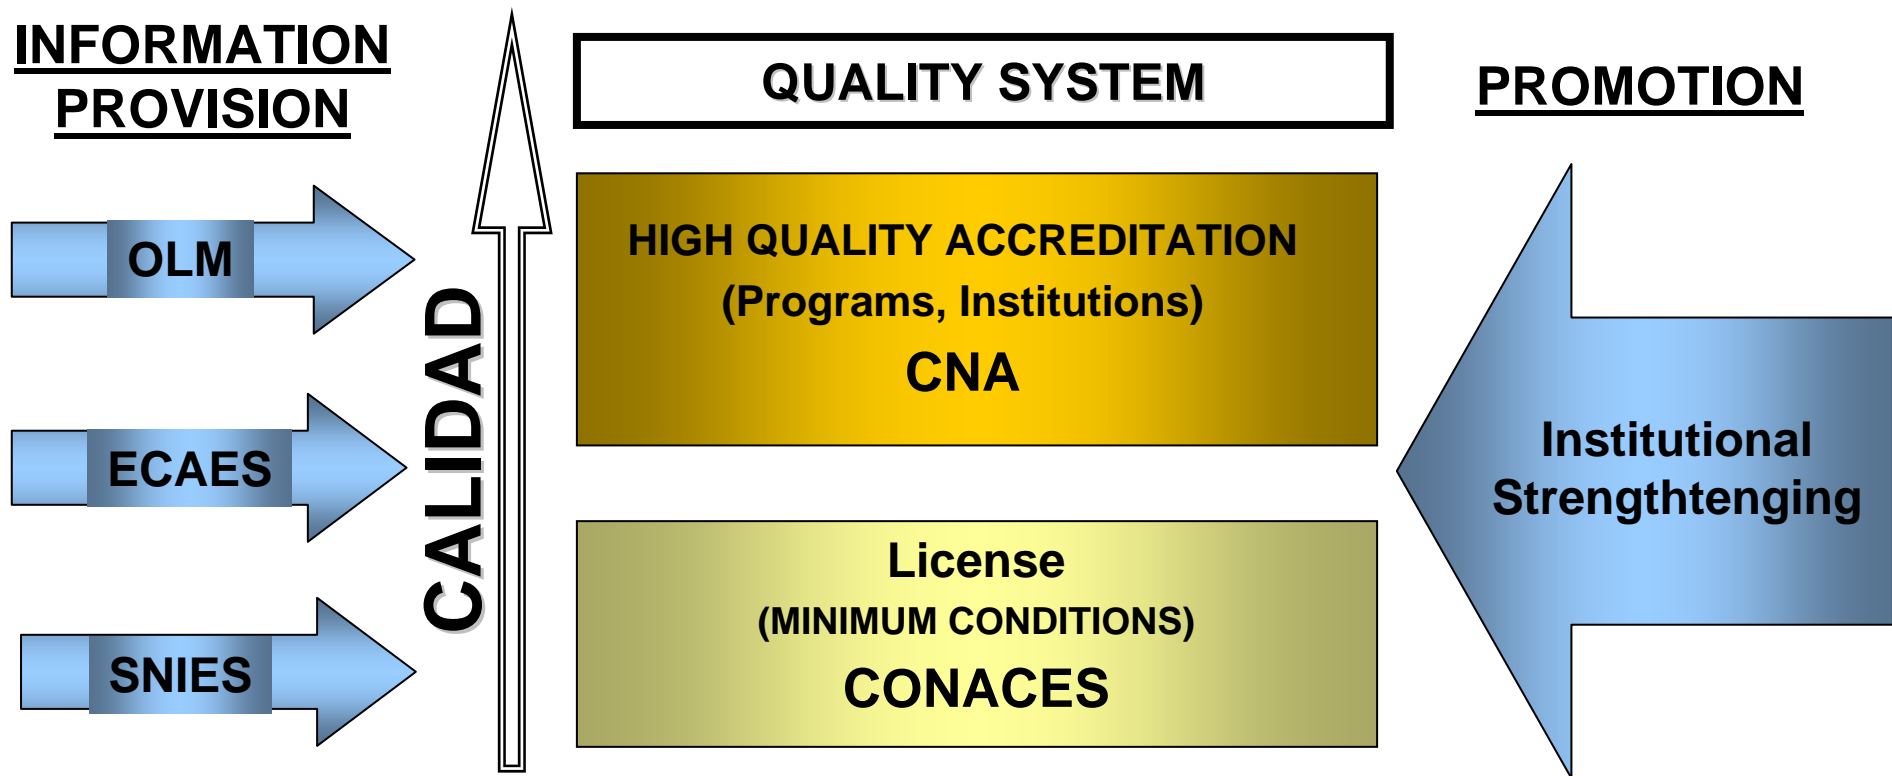 INFORMATION
PROVISION
OLM
ECAES
SNIES
CALIDAD
QUALITY SYSTEM
HIGH QUALITY ACCREDITATION
(Programs, Institutions)
CNA
License
(MINIMUM CONDITIONS)
CONACES
PROMOTION
Institutional
Strengthtenging